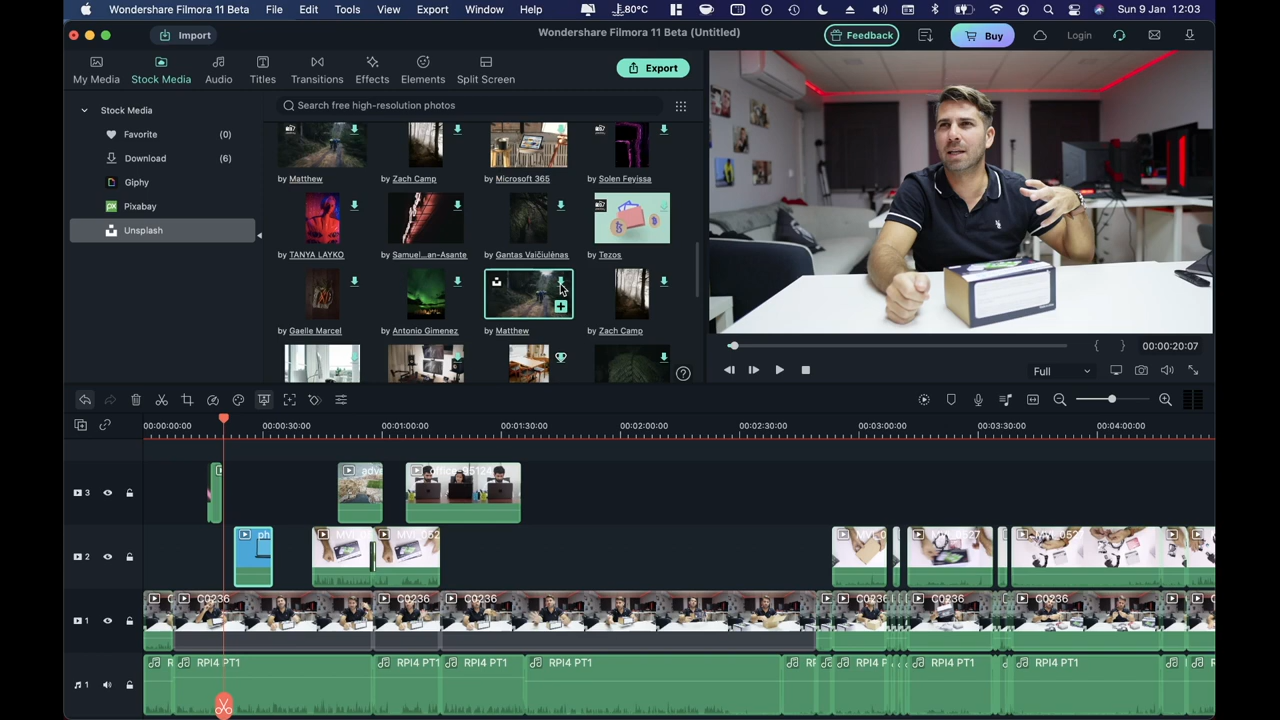 Wondershare Filmora 11 Beta File Edit Tools View Export Window Help .80°C Sun 9 Jan 12:03
Import Wondershare Filmora 11 Beta (Untitled) Feedback Buy Login
My Media Stock Media Audio Titles Transitions Effects Elements Split Screen Export
Stock Media
Favorite (0)
Download (6)
Giphy
Pixabay
Unsplash
Search free high-resolution photos
by Matthew by Zach Camp by Microsoft 365 by Solen Feyissa
by TANYA LAYKO by Samuel...an-Asante by Gantas Vaičiulėnas by Tezos
by Gaelle Marcel by Antonio Gimenez by Matthew by Zach Camp
00:00:20:07
Full
00:00:00:00 00:00:30:00 00:01:00:00 00:01:30:00 00:02:00:00 00:02:30:00 00:03:00:00 00:03:30:00 00:04:00:00
3 adva office-95124
2 ph MVI_052 MVI_0 MVI_0527 MVI_0527
1 C C0236 C0236 C0236 C0236 C0236 C0236
1 R RPI4 PT1 RPI4 PT1 RPI4 PT1 RPI4 PT1 R RPI4 P RPI4 PT1 RPI4 PT1